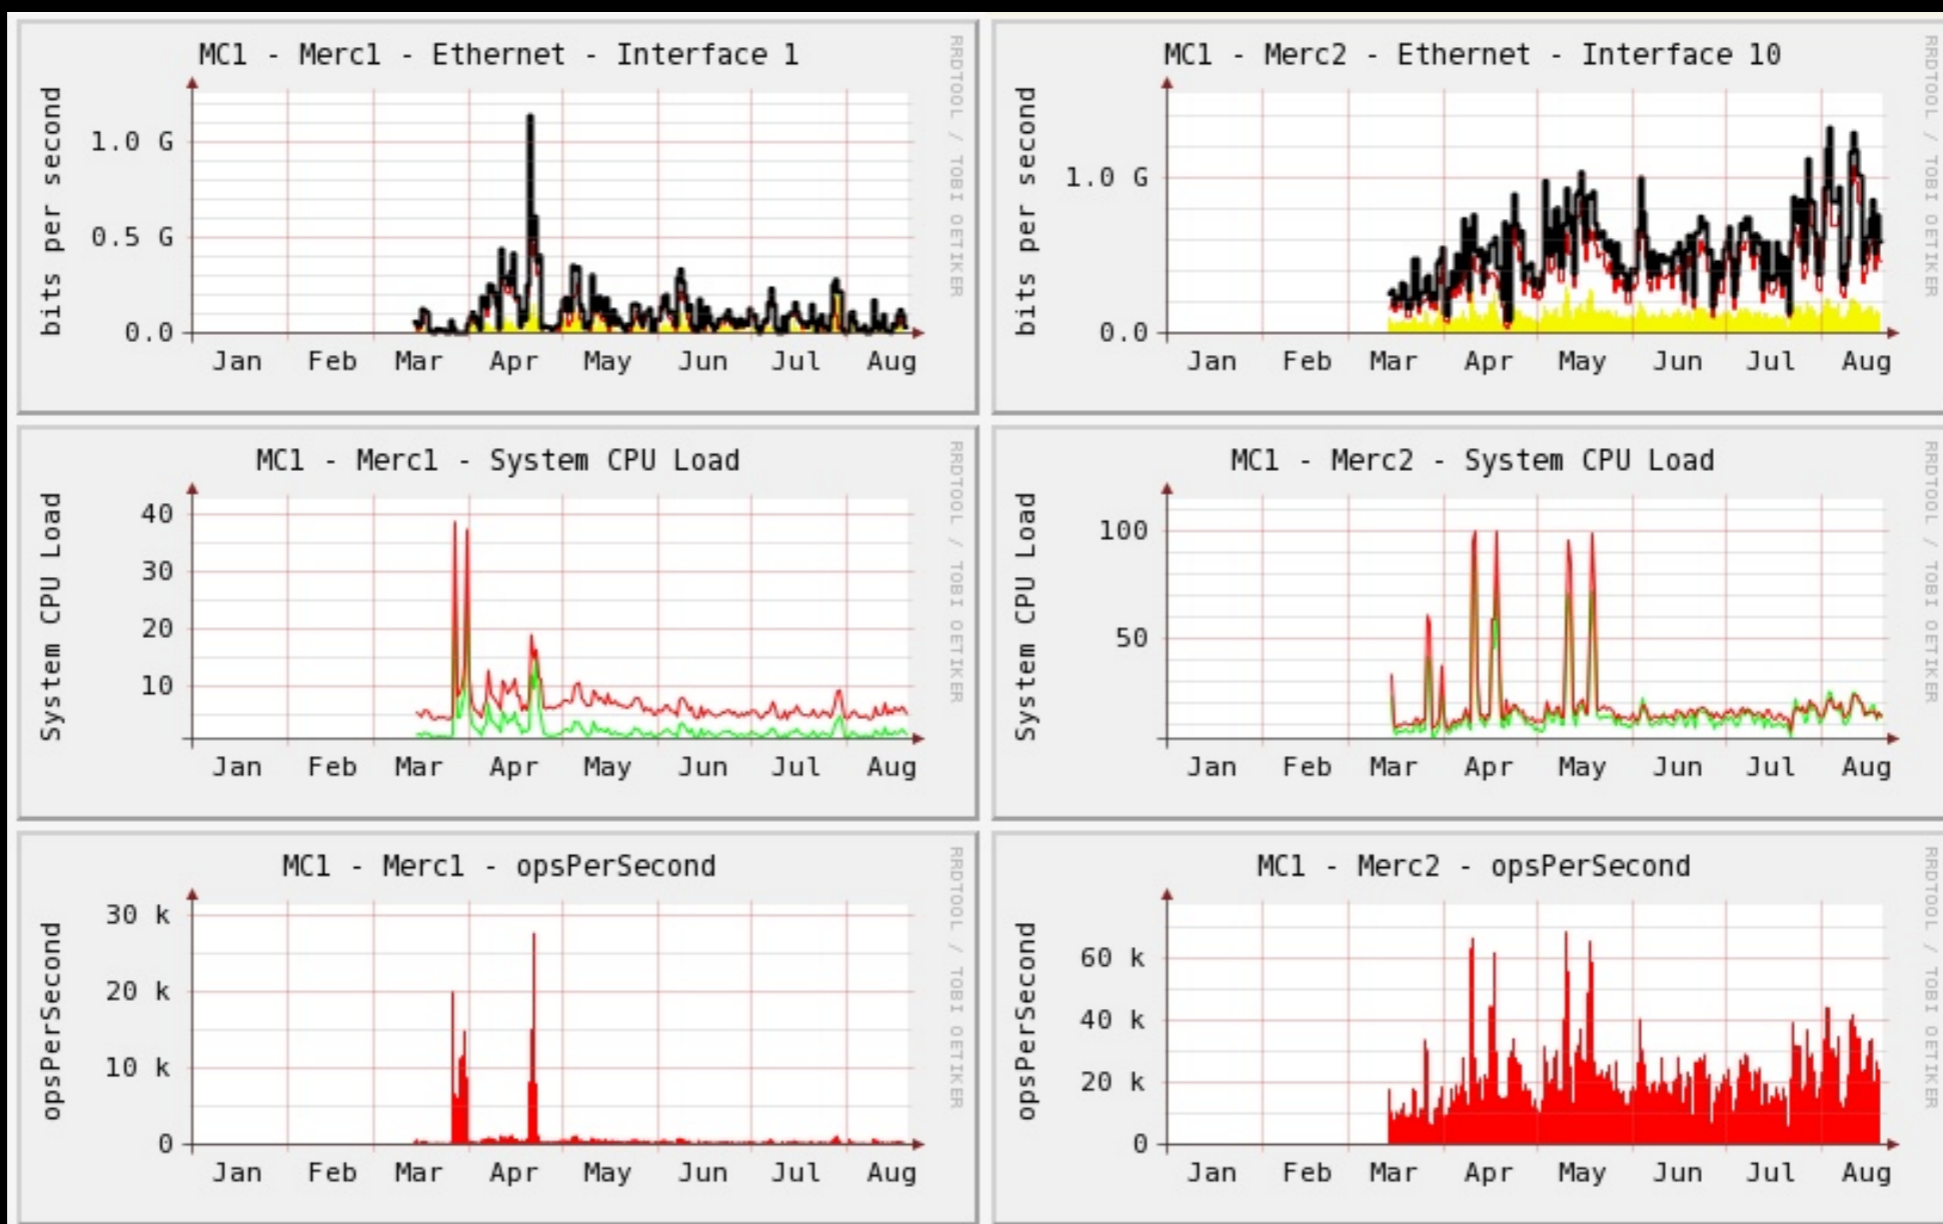 MC1 - Merc1 - Ethernet - Interface 1
bits per second
1.0 G
0.5 G
0.0
Jan Feb Mar Apr May Jun Jul Aug
RRDTOOL / TOBI OETIKER
MC1 - Merc2 - Ethernet - Interface 10
bits per second
1.0 G
0.0
Jan Feb Mar Apr May Jun Jul Aug
RRDTOOL / TOBI OETIKER
MC1 - Merc1 - System CPU Load
System CPU Load
40
30
20
10
Jan Feb Mar Apr May Jun Jul Aug
RRDTOOL / TOBI OETIKER
MC1 - Merc2 - System CPU Load
System CPU Load
100
50
Jan Feb Mar Apr May Jun Jul Aug
RRDTOOL / TOBI OETIKER
MC1 - Merc1 - opsPerSecond
opsPerSecond
30 k
20 k
10 k
0
Jan Feb Mar Apr May Jun Jul Aug
RRDTOOL / TOBI OETIKER
MC1 - Merc2 - opsPerSecond
opsPerSecond
60 k
40 k
20 k
0
Jan Feb Mar Apr May Jun Jul Aug
RRDTOOL / TOBI OETIKER